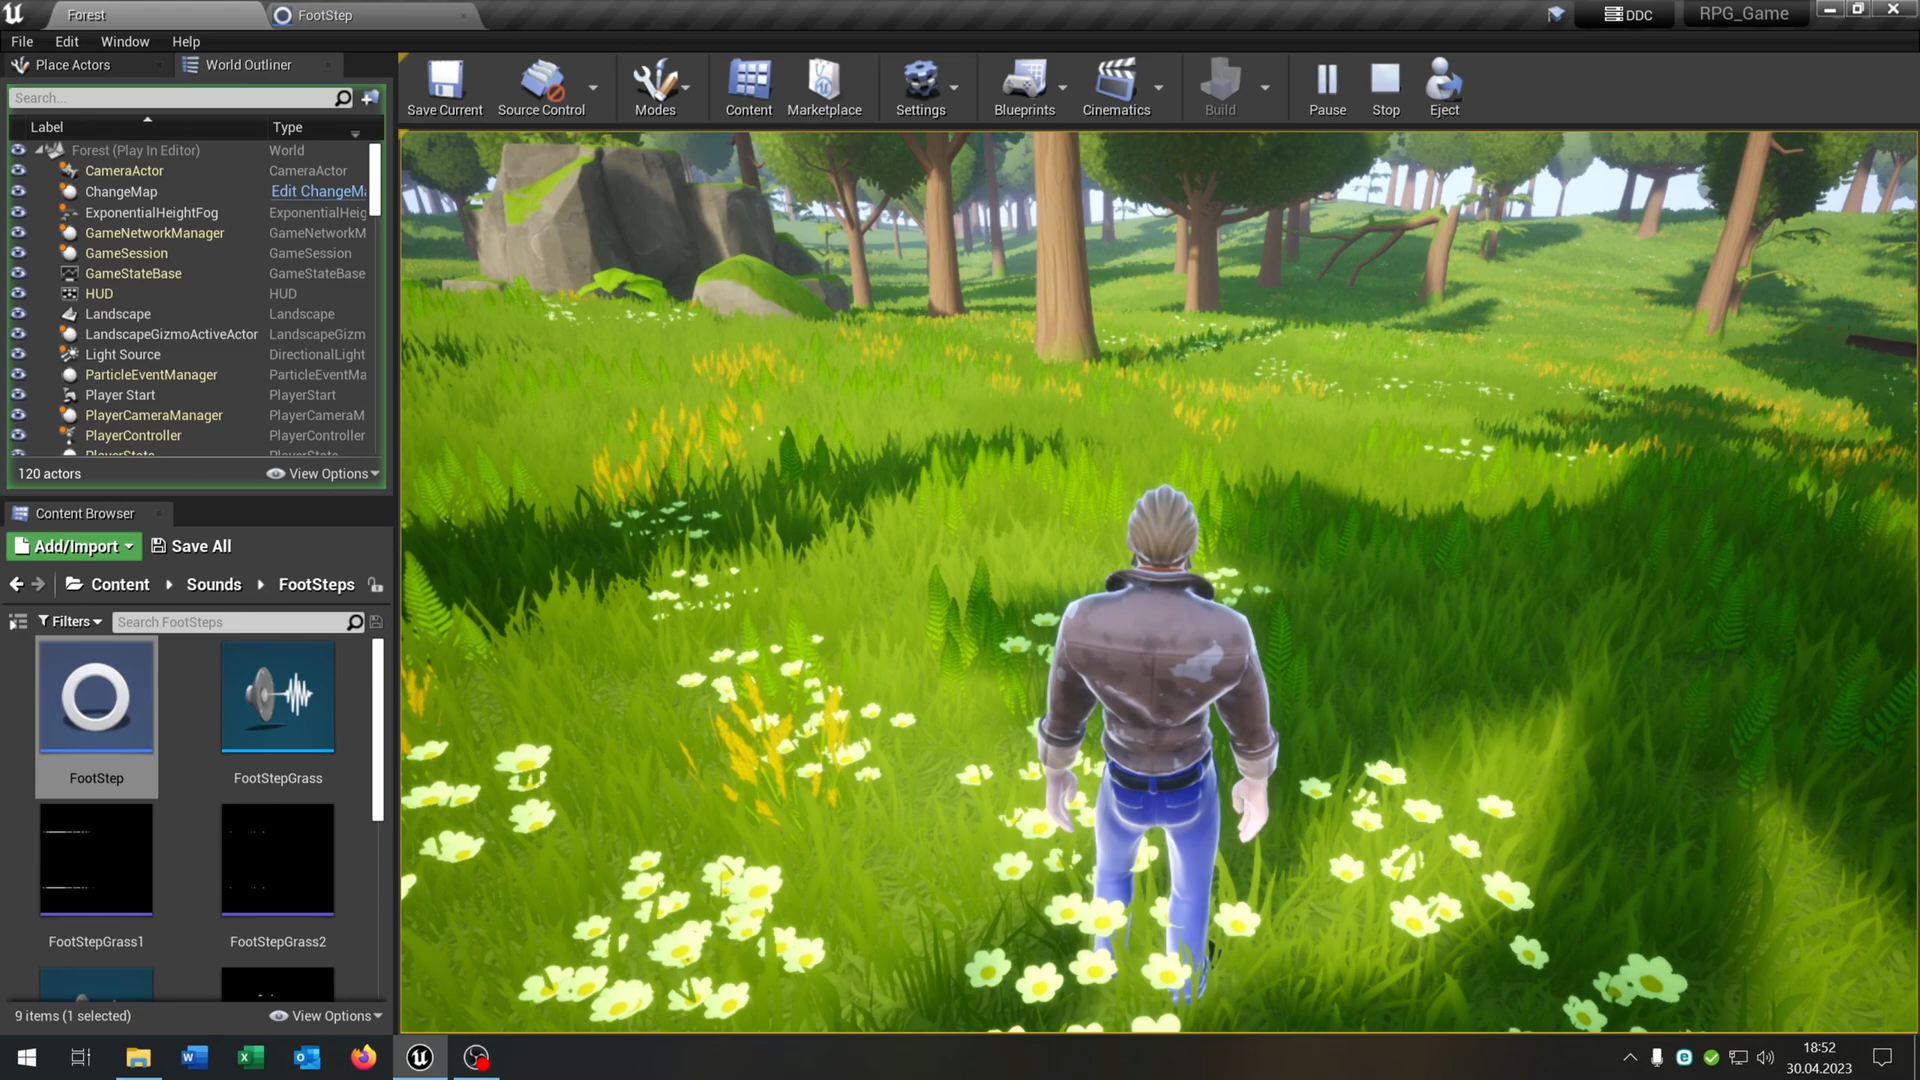 Forest
FootStep
DDC
RPG_Game
File Edit Window Help
Place Actors
World Outliner
Search...
Label
Type
Forest (Play In Editor) World
CameraActor CameraActor
ChangeMap Edit ChangeMa
ExponentialHeightFog ExponentialHeig
GameNetworkManager GameNetworkM
GameSession GameSession
GameStateBase GameStateBase
HUD HUD
Landscape Landscape
LandscapeGizmoActiveActor LandscapeGizm
Light Source DirectionalLight
ParticleEventManager ParticleEventMa
Player Start PlayerStart
PlayerCameraManager PlayerCameraM
PlayerController PlayerController
120 actors
View Options
Save Current
Source Control
Modes
Content
Marketplace
Settings
Blueprints
Cinematics
Build
Pause
Stop
Eject
Content Browser
Add/Import
Save All
Content
Sounds
FootSteps
Filters
Search FootSteps
FootStep
FootStepGrass
FootStepGrass1
FootStepGrass2
9 items (1 selected)
View Options
18:52
30.04.2023